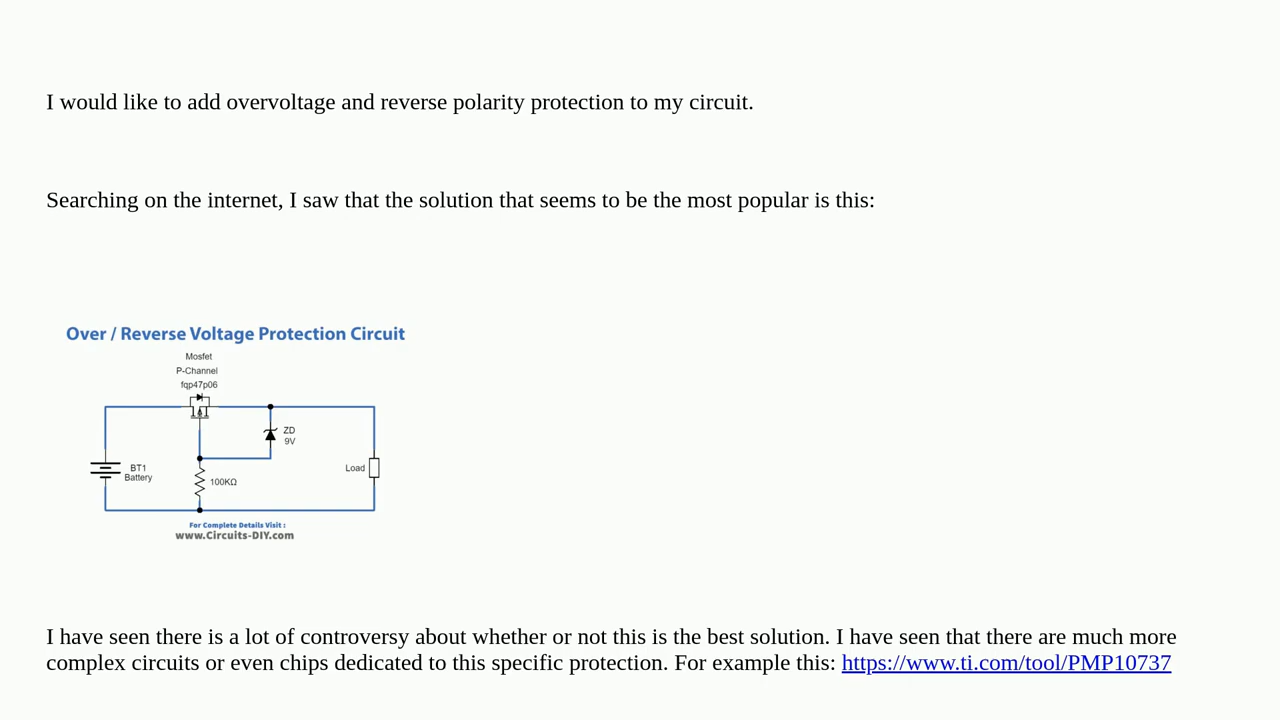 I would like to add overvoltage and reverse polarity protection to my circuit.
Searching on the internet, I saw that the solution that seems to be the most popular is this:
Over / Reverse Voltage Protection Circuit
Mosfet
P-Channel
fqp47p06
ZD
9V
BT1
Battery
100KΩ
Load
For Complete Details Visit :
www.Circuits-DIY.com
I have seen there is a lot of controversy about whether or not this is the best solution. I have seen that there are much more
complex circuits or even chips dedicated to this specific protection. For example this: https://www.ti.com/tool/PMP10737